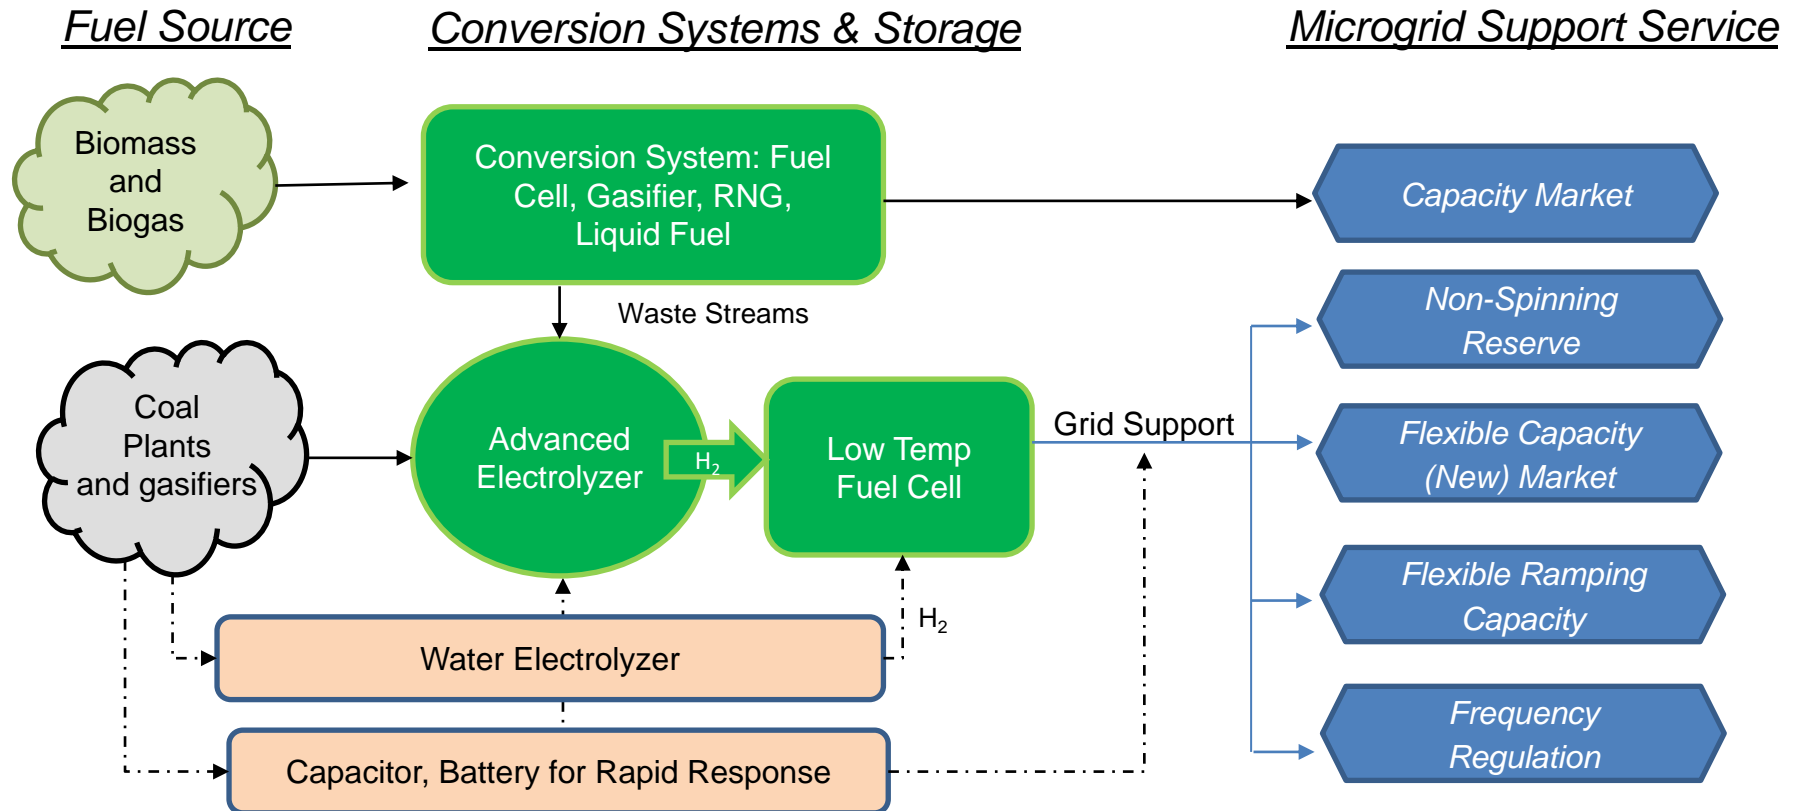 Fuel Source
Conversion Systems & Storage
Microgrid Support Service
Biomass
and
Biogas
Conversion System: Fuel
Cell, Gasifier, RNG,
Liquid Fuel
Capacity Market
Waste Streams
Non-Spinning
Reserve
Coal
Plants
and gasifiers
Advanced
Electrolyzer
H₂
Low Temp
Fuel Cell
Grid Support
Flexible Capacity
(New) Market
Flexible Ramping
Capacity
H₂
Water Electrolyzer
Capacitor, Battery for Rapid Response
Frequency
Regulation